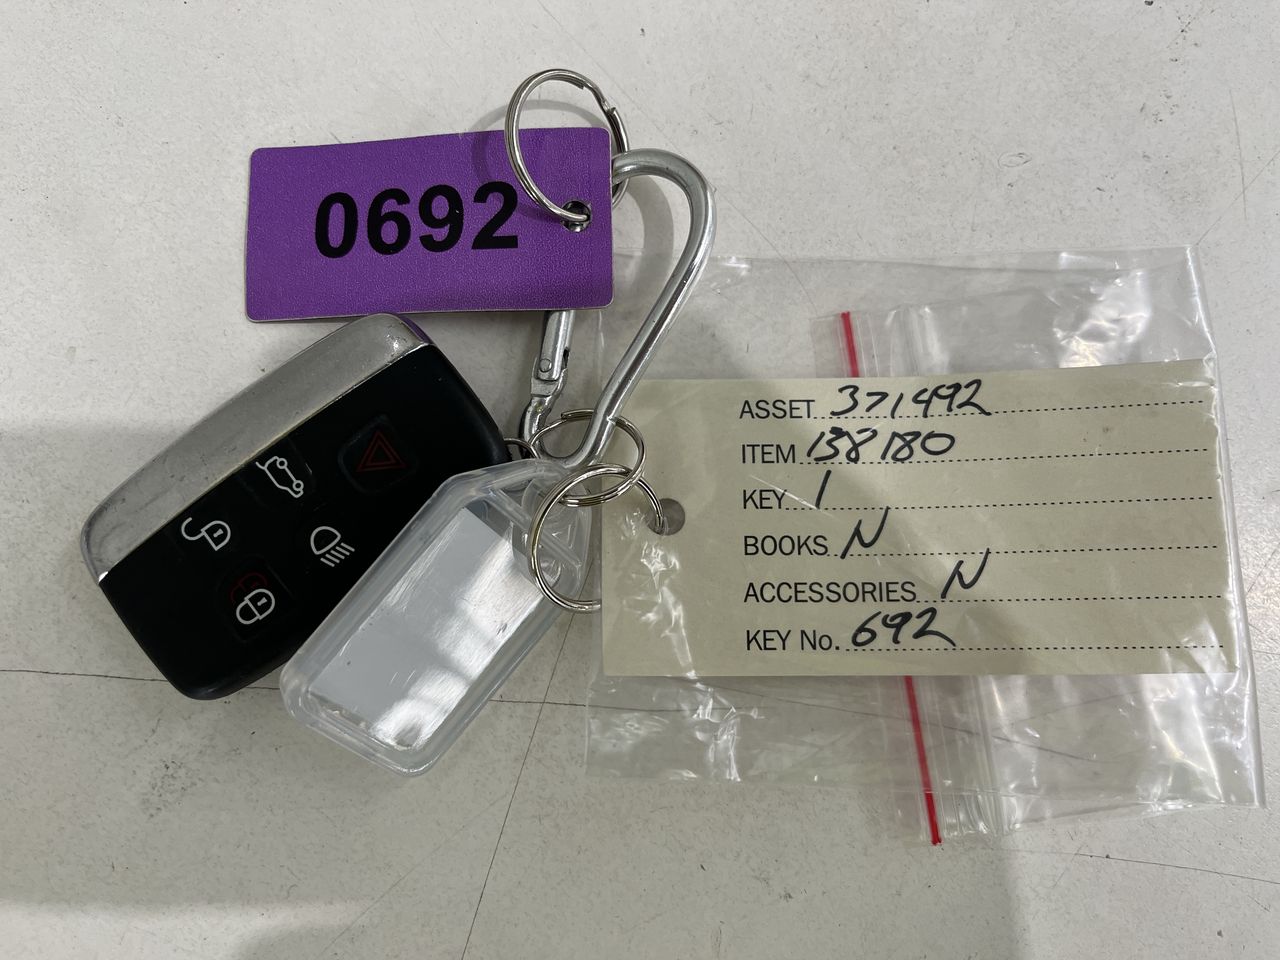 0692
ASSET 371492
ITEM 138180
KEY 1
BOOKS N
ACCESSORIES N
KEY No. 692